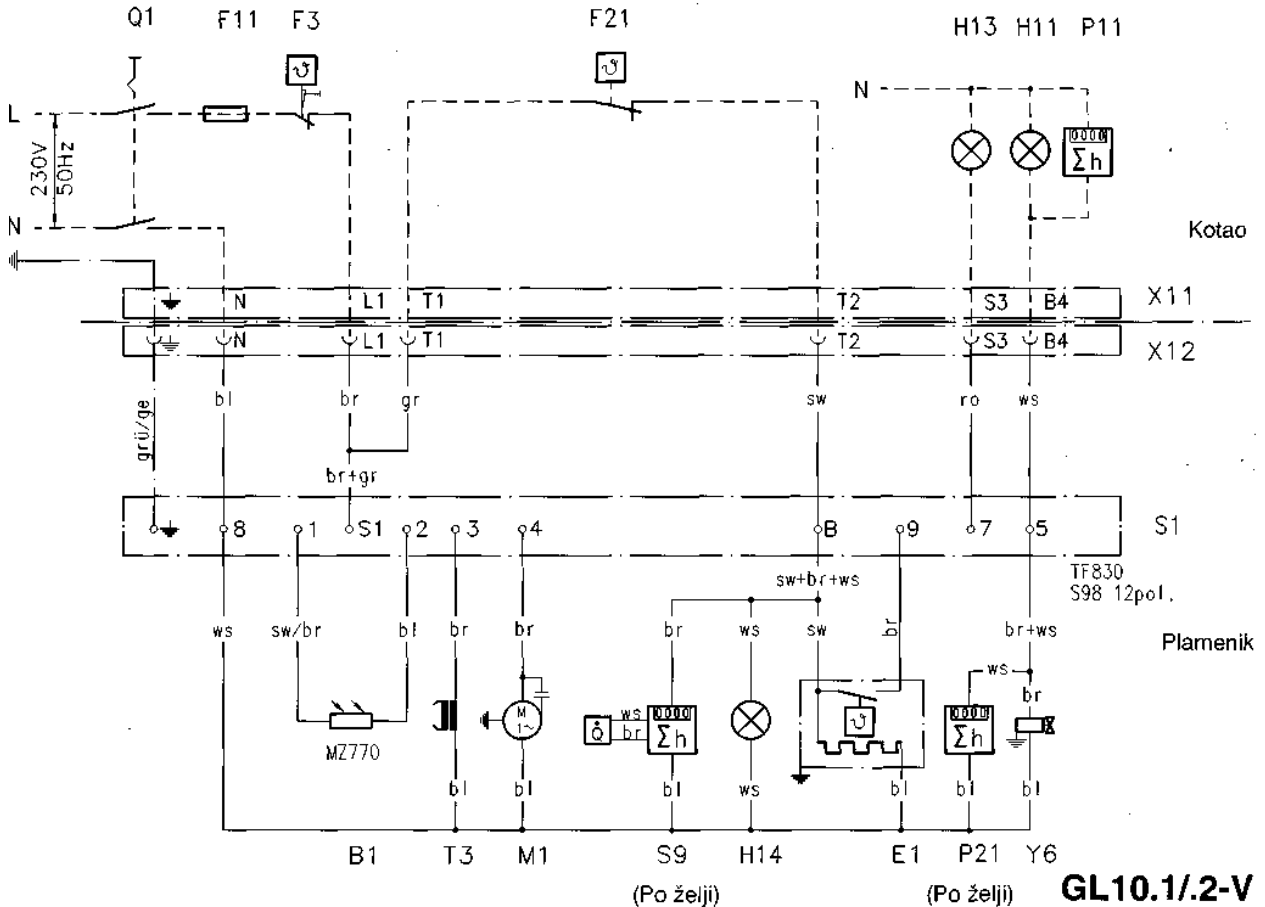 Q1 F11 F3 F21 H13 H11 P11
ϑ ϑ
L N
0000
Σh
230V
50Hz
N
Kotao
N L1 T1 T2 S3 B4 X11
N L1 T1 T2 S3 B4 X12
grü/ge bl br gr sw ro ws
br+gr
8 1 S1 2 3 4 B 9 7 5 S1
TF830
S98 12pol.
sw+br+ws
ws sw/br bl br br br ws sw br br+ws
Plamenik
ws
br
MZ770
M
1~
Q̇
ws
br
0000
Σh
ϑ
0000
Σh
bl bl bl ws bl bl bl
B1 T3 M1 S9 H14 E1 P21 Y6
(Po želji) (Po želji)
GL10.1/.2-V